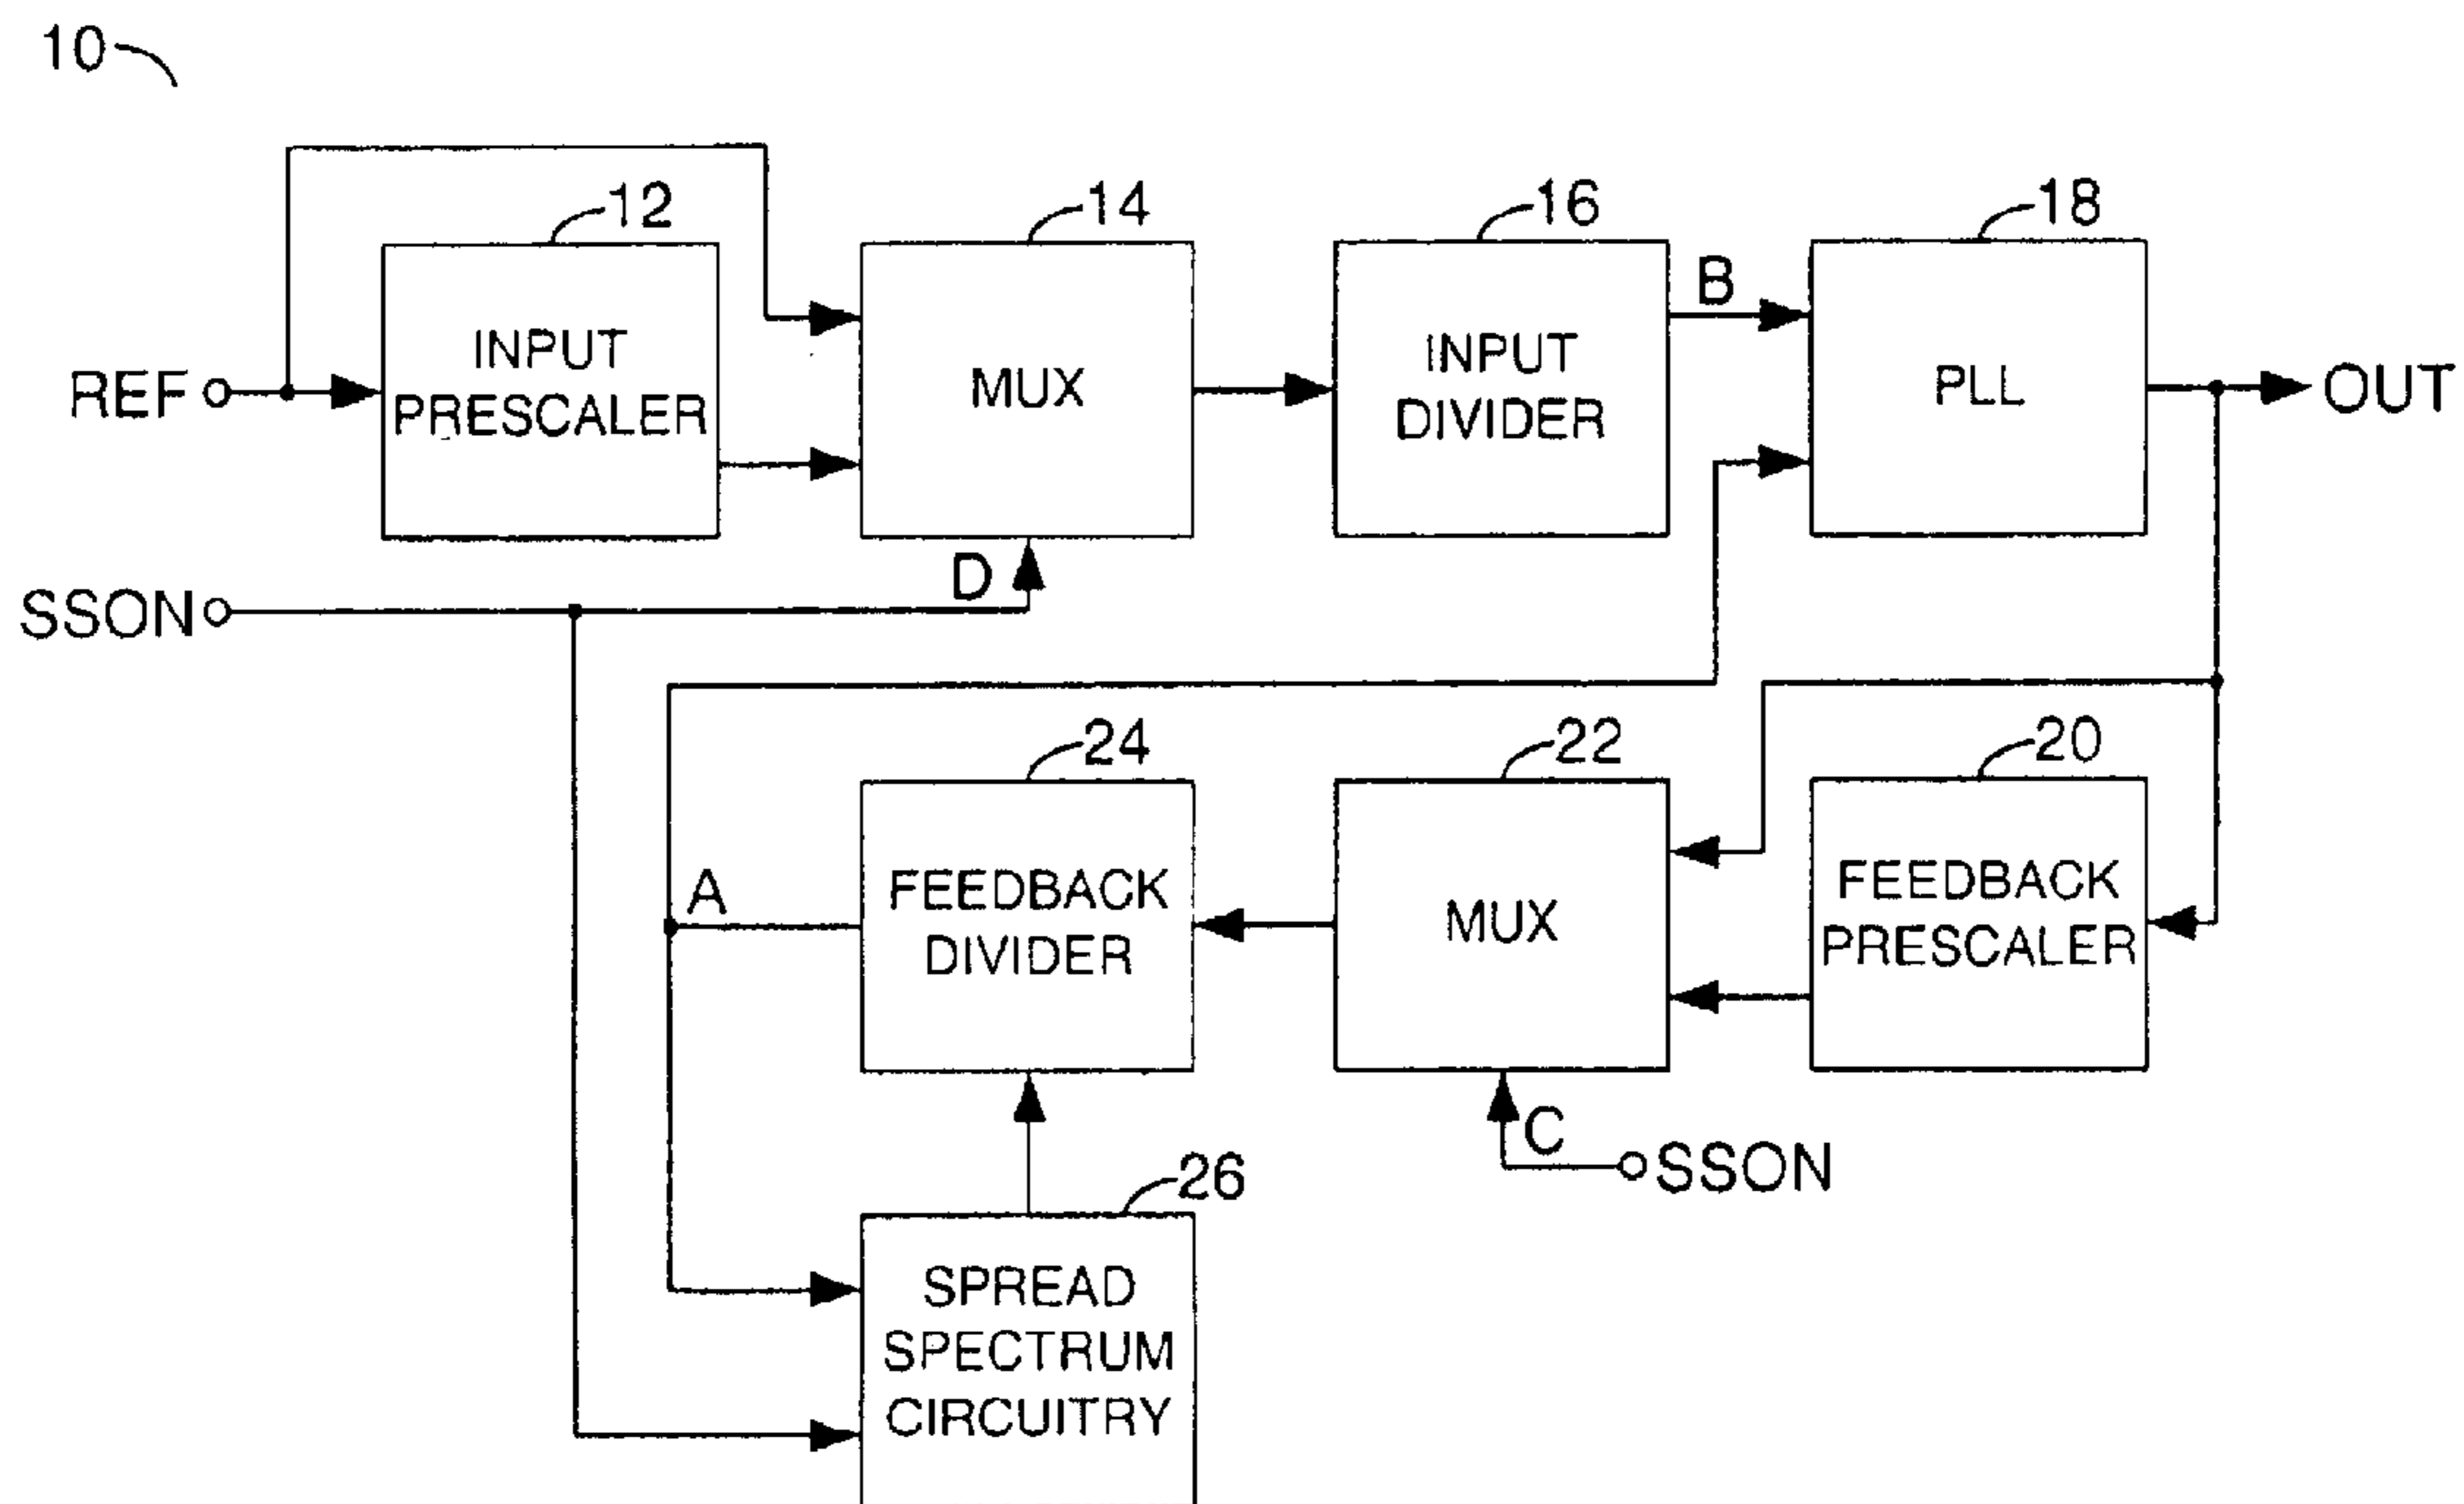 10
12
14
16
18
INPUT
PRESCALER
MUX
INPUT
DIVIDER
B
PLL
REF
OUT
D
SSON
24
22
20
A
FEEDBACK
DIVIDER
MUX
FEEDBACK
PRESCALER
C
SSON
26
SPREAD
SPECTRUM
CIRCUITRY